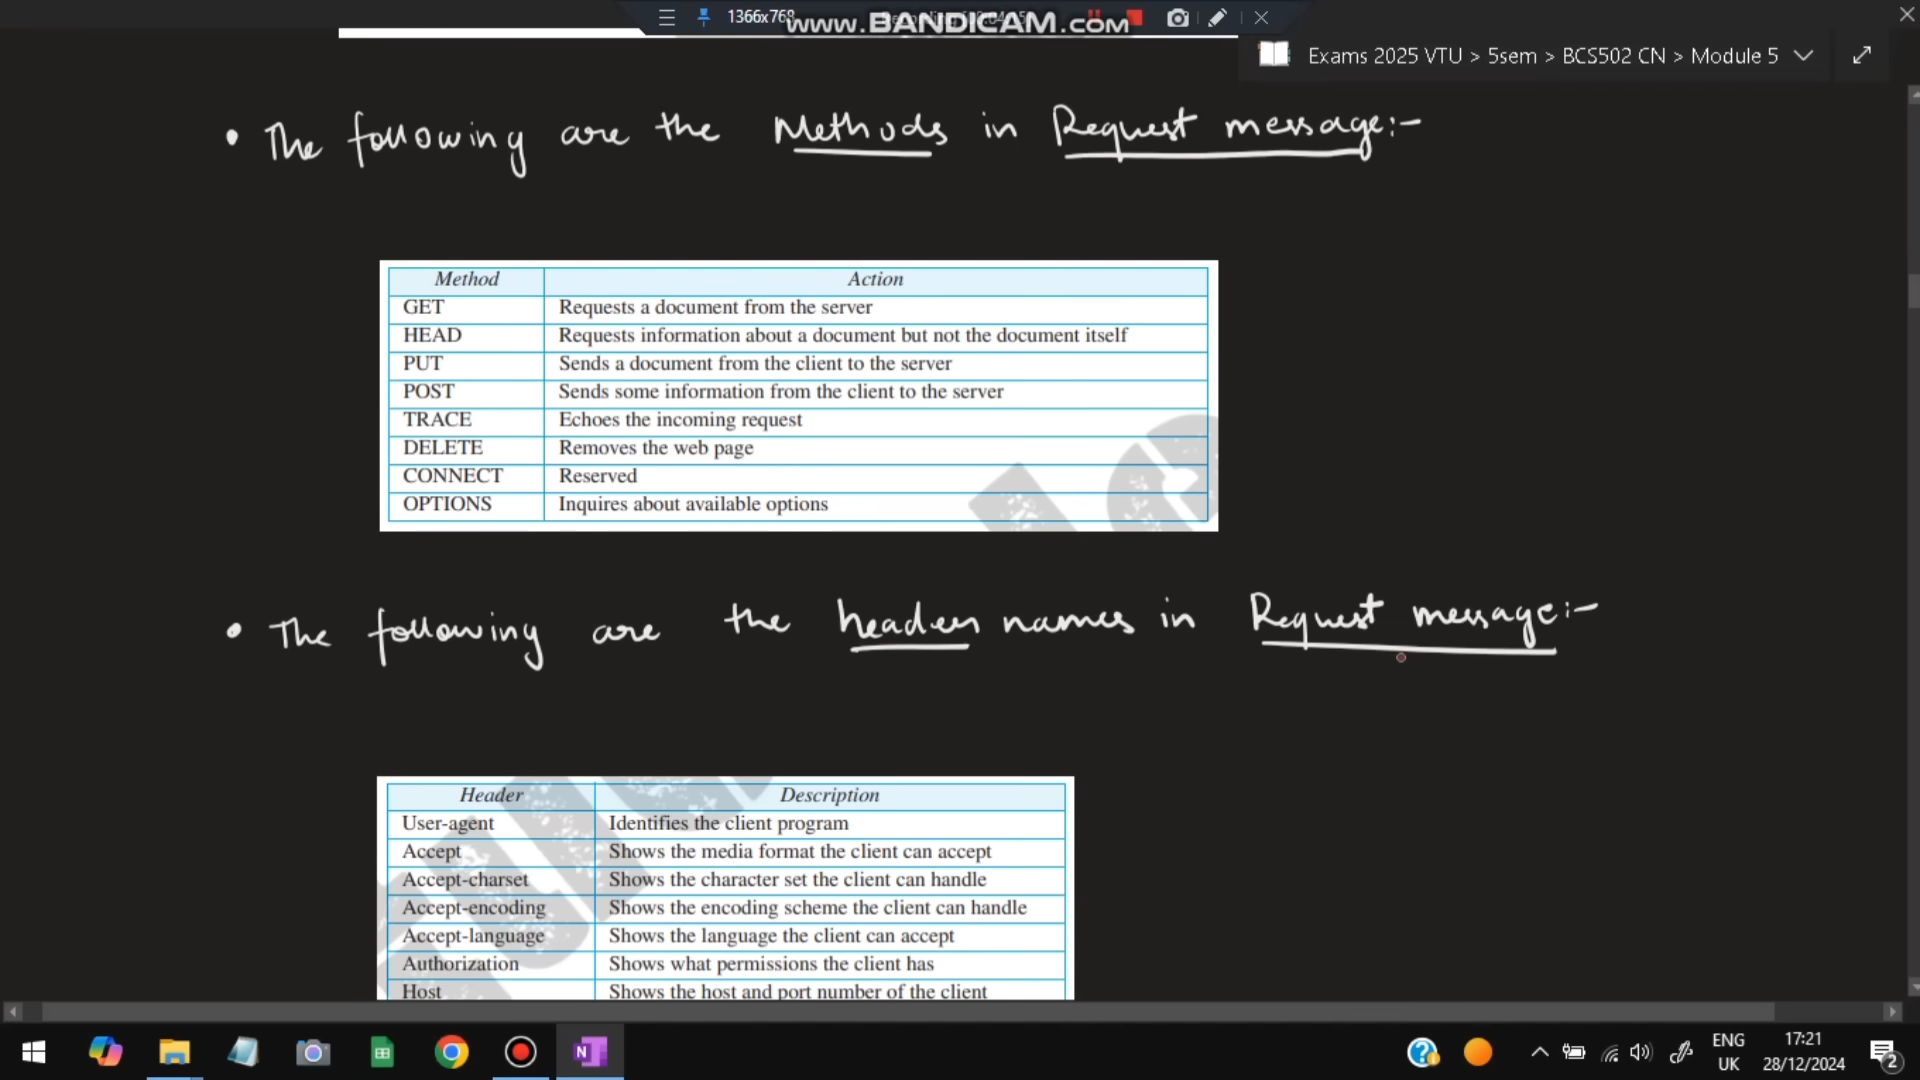 1366x768
www.BANDICAM.com
Exams 2025 VTU > 5sem > BCS502 CN > Module 5
• The following are the Methods in Request message:-
Method Action
GET Requests a document from the server
HEAD Requests information about a document but not the document itself
PUT Sends a document from the client to the server
POST Sends some information from the client to the server
TRACE Echoes the incoming request
DELETE Removes the web page
CONNECT Reserved
OPTIONS Inquires about available options
• The following are the header names in Request message:-
Header Description
User-agent Identifies the client program
Accept Shows the media format the client can accept
Accept-charset Shows the character set the client can handle
Accept-encoding Shows the encoding scheme the client can handle
Accept-language Shows the language the client can accept
Authorization Shows what permissions the client has
Host Shows the host and port number of the client
ENG 17:21
UK 28/12/2024 2